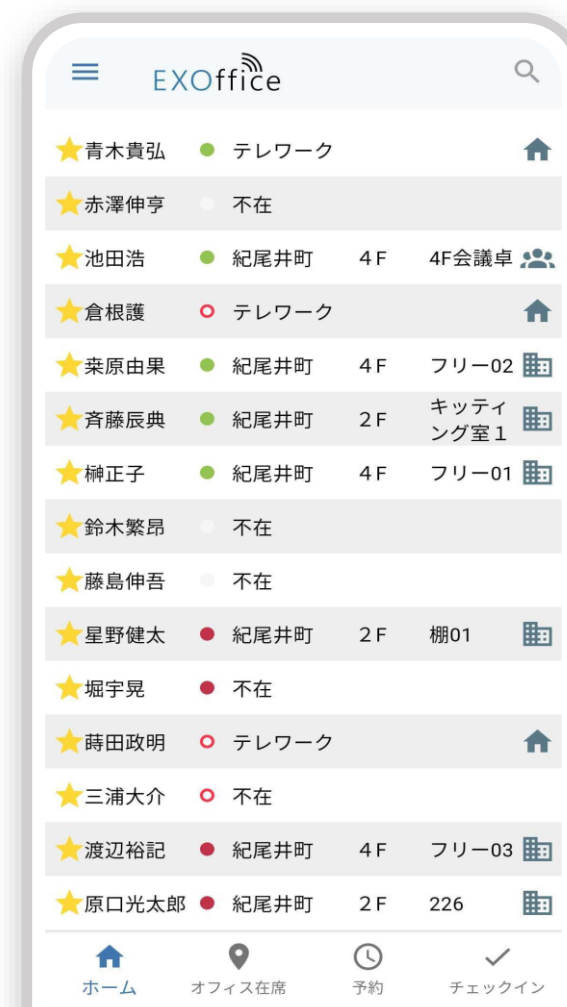 EXOffice
青木貴弘 テレワーク
赤澤伸亨 不在
池田浩 紀尾井町 4F 4F会議卓
倉根護 テレワーク
桒原由果 紀尾井町 4F フリー02
斉藤辰典 紀尾井町 2F キッティ
ング室1
榊正子 紀尾井町 4F フリー01
鈴木繁昂 不在
藤島伸吾 不在
星野健太 紀尾井町 2F 棚01
堀宇晃 不在
蒔田政明 テレワーク
三浦大介 不在
渡辺裕記 紀尾井町 4F フリー03
原口光太郎 紀尾井町 2F 226
ホーム オフィス在席 予約 チェックイン